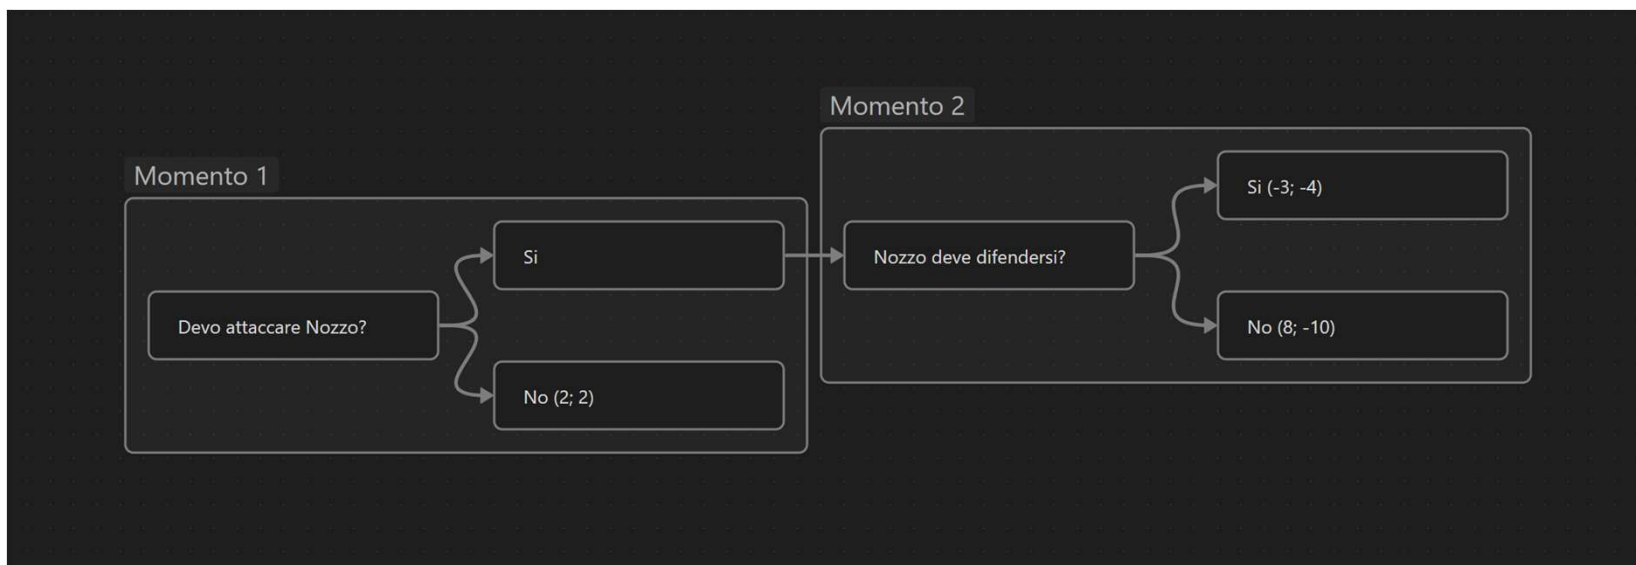 Momento 1
Devo attaccare Nozzo?
Si
No (2; 2)
Momento 2
Nozzo deve difendersi?
Si (-3; -4)
No (8; -10)